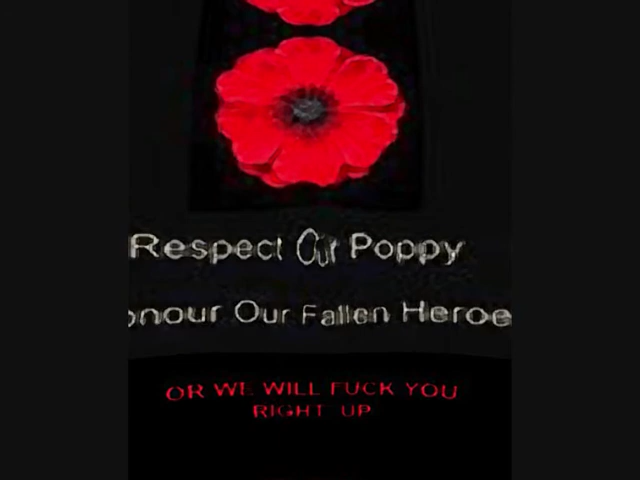 Respect Our Poppy
onour Our Fallen Heroe
OR WE WILL FUCK YOU
RIGHT UP